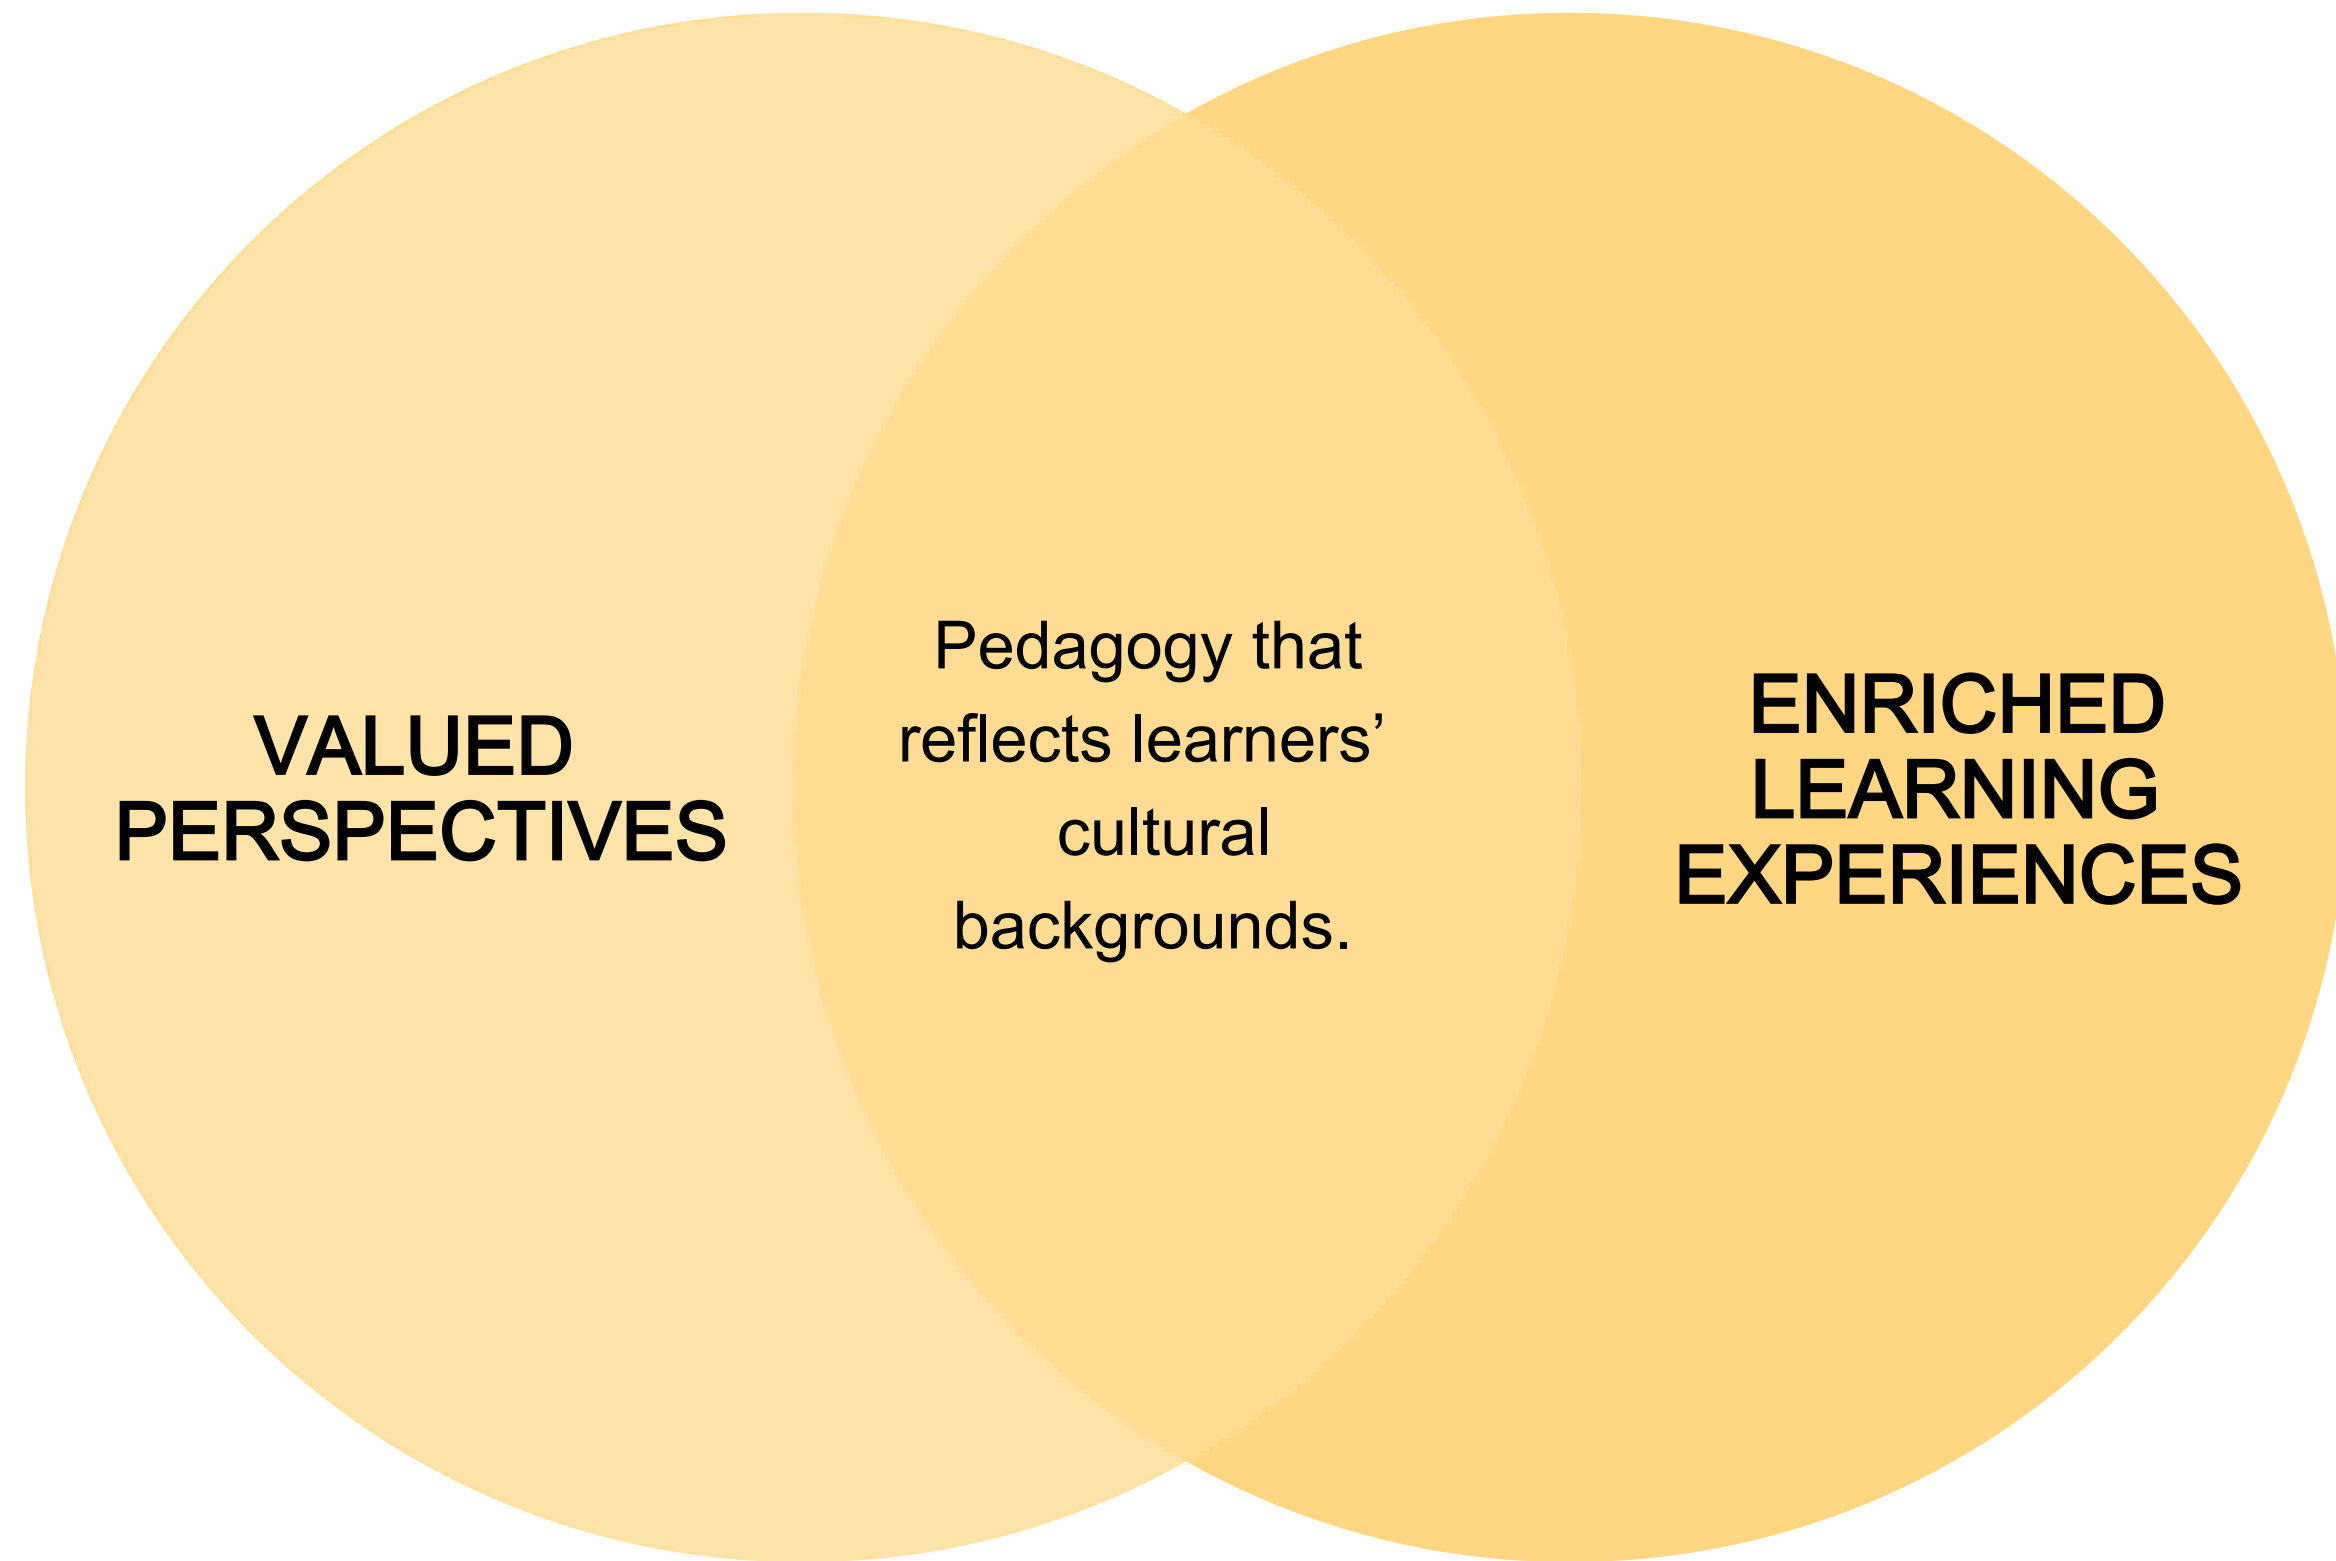 VALUED
PERSPECTIVES
Pedagogy that
reflects learners’
cultural
backgrounds.
ENRICHED
LEARNING
EXPERIENCES